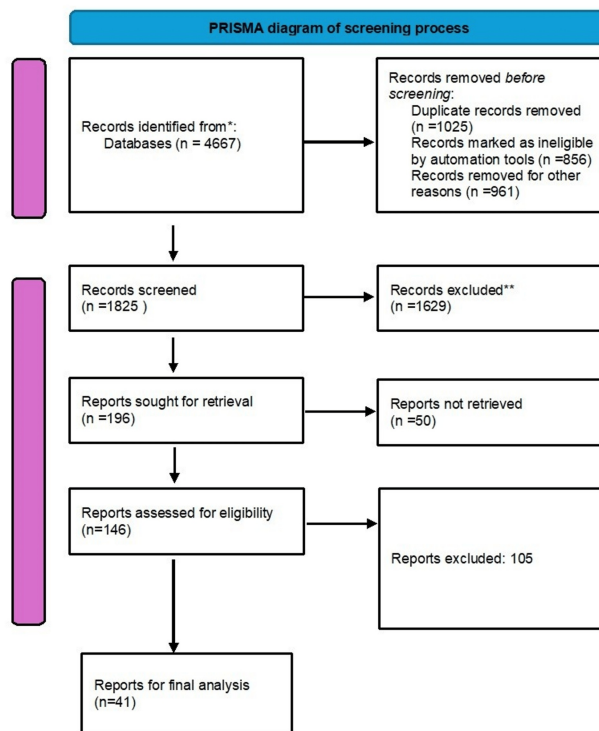 PRISMA diagram of screening process
Records identified from*:
Databases (n = 4667)
Records removed before
screening:
Duplicate records removed
(n =1025)
Records marked as ineligible
by automation tools (n =856)
Records removed for other
reasons (n =961)
Records screened
(n =1825 )
Records excluded**
(n =1629)
Reports sought for retrieval
(n =196)
Reports not retrieved
(n =50)
Reports assessed for eligibility
(n=146)
Reports excluded: 105
Reports for final analysis
(n=41)